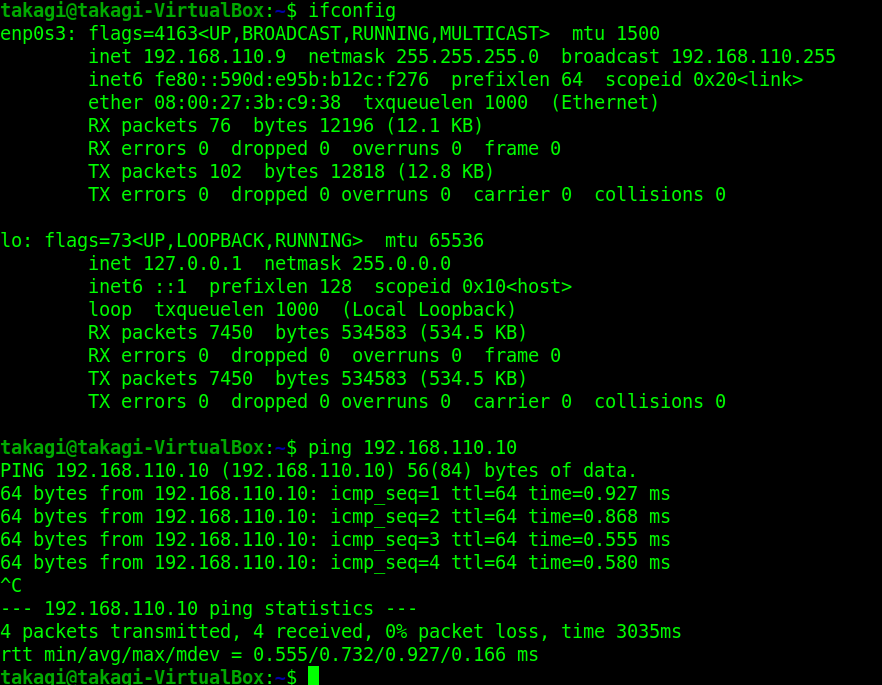 takagi@takagi-VirtualBox:~$ ifconfig
enp0s3: flags=4163<UP,BROADCAST,RUNNING,MULTICAST>  mtu 1500
        inet 192.168.110.9  netmask 255.255.255.0  broadcast 192.168.110.255
        inet6 fe80::590d:e95b:b12c:f276  prefixlen 64  scopeid 0x20<link>
        ether 08:00:27:3b:c9:38  txqueuelen 1000  (Ethernet)
        RX packets 76  bytes 12196 (12.1 KB)
        RX errors 0  dropped 0  overruns 0  frame 0
        TX packets 102  bytes 12818 (12.8 KB)
        TX errors 0  dropped 0 overruns 0  carrier 0  collisions 0

lo: flags=73<UP,LOOPBACK,RUNNING>  mtu 65536
        inet 127.0.0.1  netmask 255.0.0.0
        inet6 ::1  prefixlen 128  scopeid 0x10<host>
        loop  txqueuelen 1000  (Local Loopback)
        RX packets 7450  bytes 534583 (534.5 KB)
        RX errors 0  dropped 0  overruns 0  frame 0
        TX packets 7450  bytes 534583 (534.5 KB)
        TX errors 0  dropped 0 overruns 0  carrier 0  collisions 0

takagi@takagi-VirtualBox:~$ ping 192.168.110.10
PING 192.168.110.10 (192.168.110.10) 56(84) bytes of data.
64 bytes from 192.168.110.10: icmp_seq=1 ttl=64 time=0.927 ms
64 bytes from 192.168.110.10: icmp_seq=2 ttl=64 time=0.868 ms
64 bytes from 192.168.110.10: icmp_seq=3 ttl=64 time=0.555 ms
64 bytes from 192.168.110.10: icmp_seq=4 ttl=64 time=0.580 ms
^C
--- 192.168.110.10 ping statistics ---
4 packets transmitted, 4 received, 0% packet loss, time 3035ms
rtt min/avg/max/mdev = 0.555/0.732/0.927/0.166 ms
takagi@takagi-VirtualBox:~$